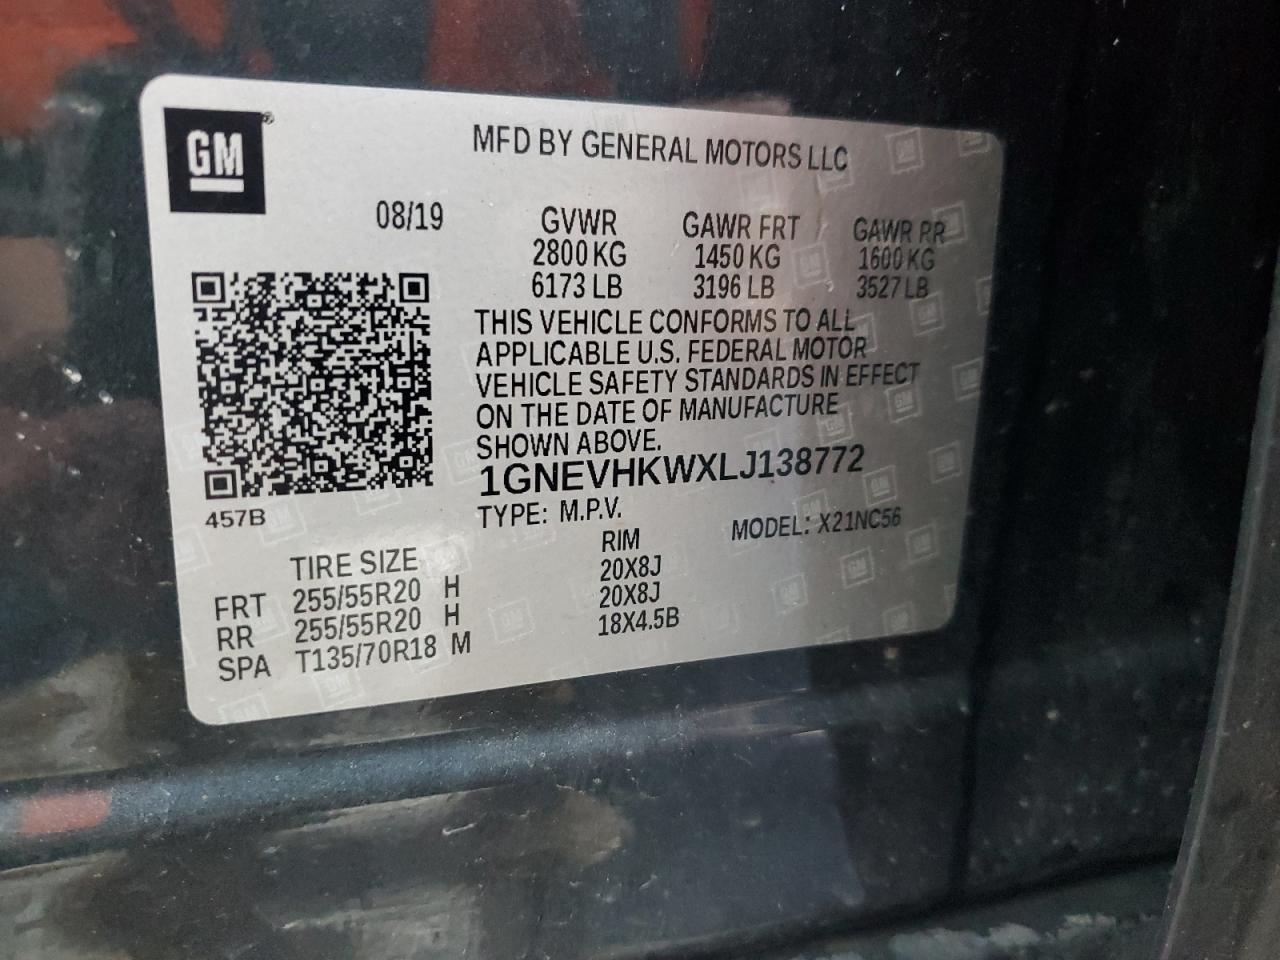 GM ®
MFD BY GENERAL MOTORS LLC
08/19 GVWR GAWR FRT GAWR RR
2800 KG 1450 KG 1600 KG
6173 LB 3196 LB 3527 LB
THIS VEHICLE CONFORMS TO ALL
APPLICABLE U.S. FEDERAL MOTOR
VEHICLE SAFETY STANDARDS IN EFFECT
ON THE DATE OF MANUFACTURE
SHOWN ABOVE.
1GNEVHKWXLJ138772
457B
TYPE: M.P.V. MODEL: X21NC56
TIRE SIZE RIM
FRT 255/55R20 H 20X8J
RR 255/55R20 H 20X8J
SPA T135/70R18 M 18X4.5B